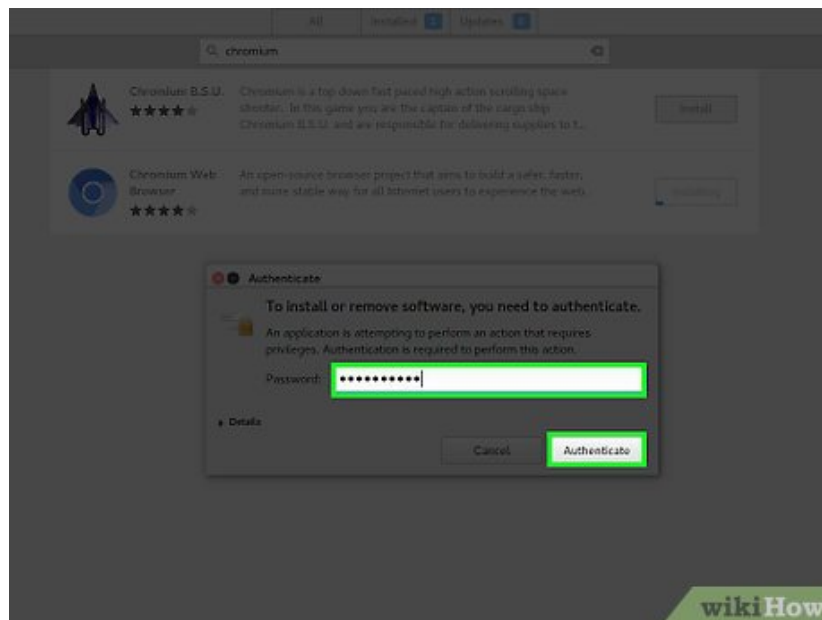 All Installed Updates
chromium
Chromium B.S.U.
Chromium is a top down fast paced high action scrolling space
shooter. In this game you are the captain of the cargo ship
Chromium B.S.U. and are responsible for delivering supplies to t...
Install
Chromium Web
Browser
An open-source browser project that aims to build a safer, faster,
and more stable way for all Internet users to experience the web.
Installing
Authenticate
To install or remove software, you need to authenticate.
An application is attempting to perform an action that requires
privileges. Authentication is required to perform this action.
Password: ••••••••••
Details
Cancel Authenticate
wikiHow